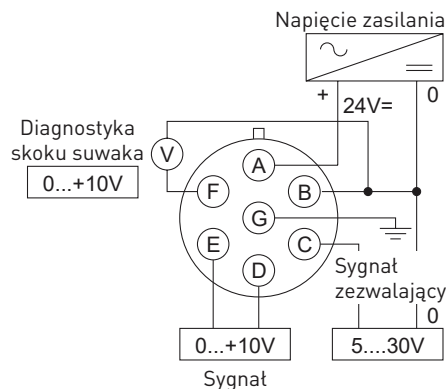 Napięcie zasilania
+
0
24V=
Diagnostyka
skoku suwaka
V
0...+10V
A
F
B
G
E
C
D
Sygnał
zezwalający
0
0...+10V
5....30V
Sygnał